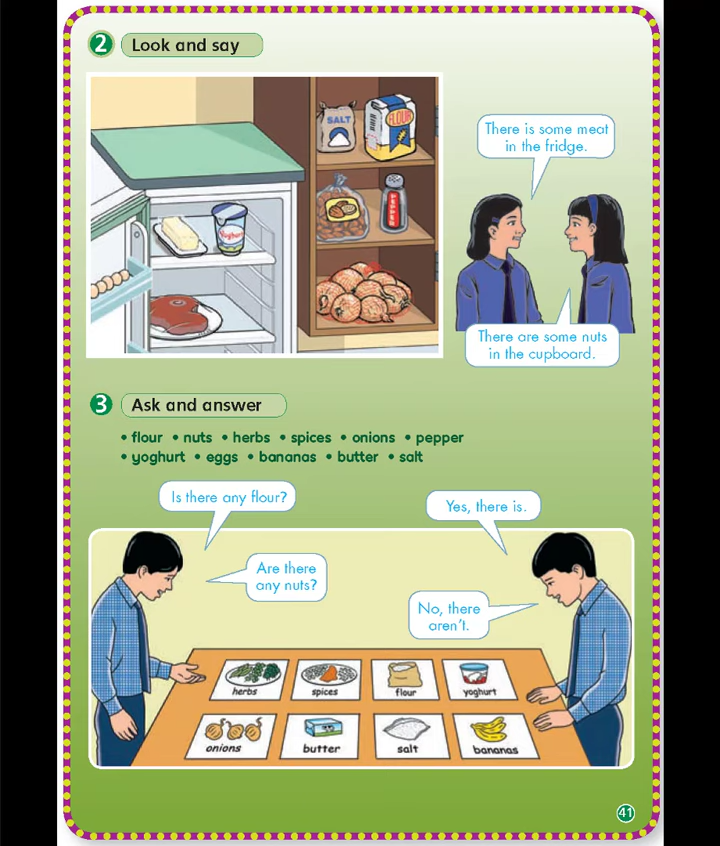 2 Look and say
SALT
FLOUR
Yoghurt
PEPPER
There is some meat
in the fridge.
There are some nuts
in the cupboard.
3 Ask and answer
• flour • nuts • herbs • spices • onions • pepper
• yoghurt • eggs • bananas • butter • salt
Is there any flour?
Yes, there is.
Are there
any nuts?
No, there
aren't.
herbs spices flour yoghurt
onions butter salt bananas
41